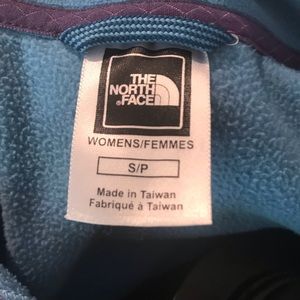 THE
NORTH
FACE
WOMENS/FEMMES
S/P
Made in Taiwan
Fabriqué à Taiwan